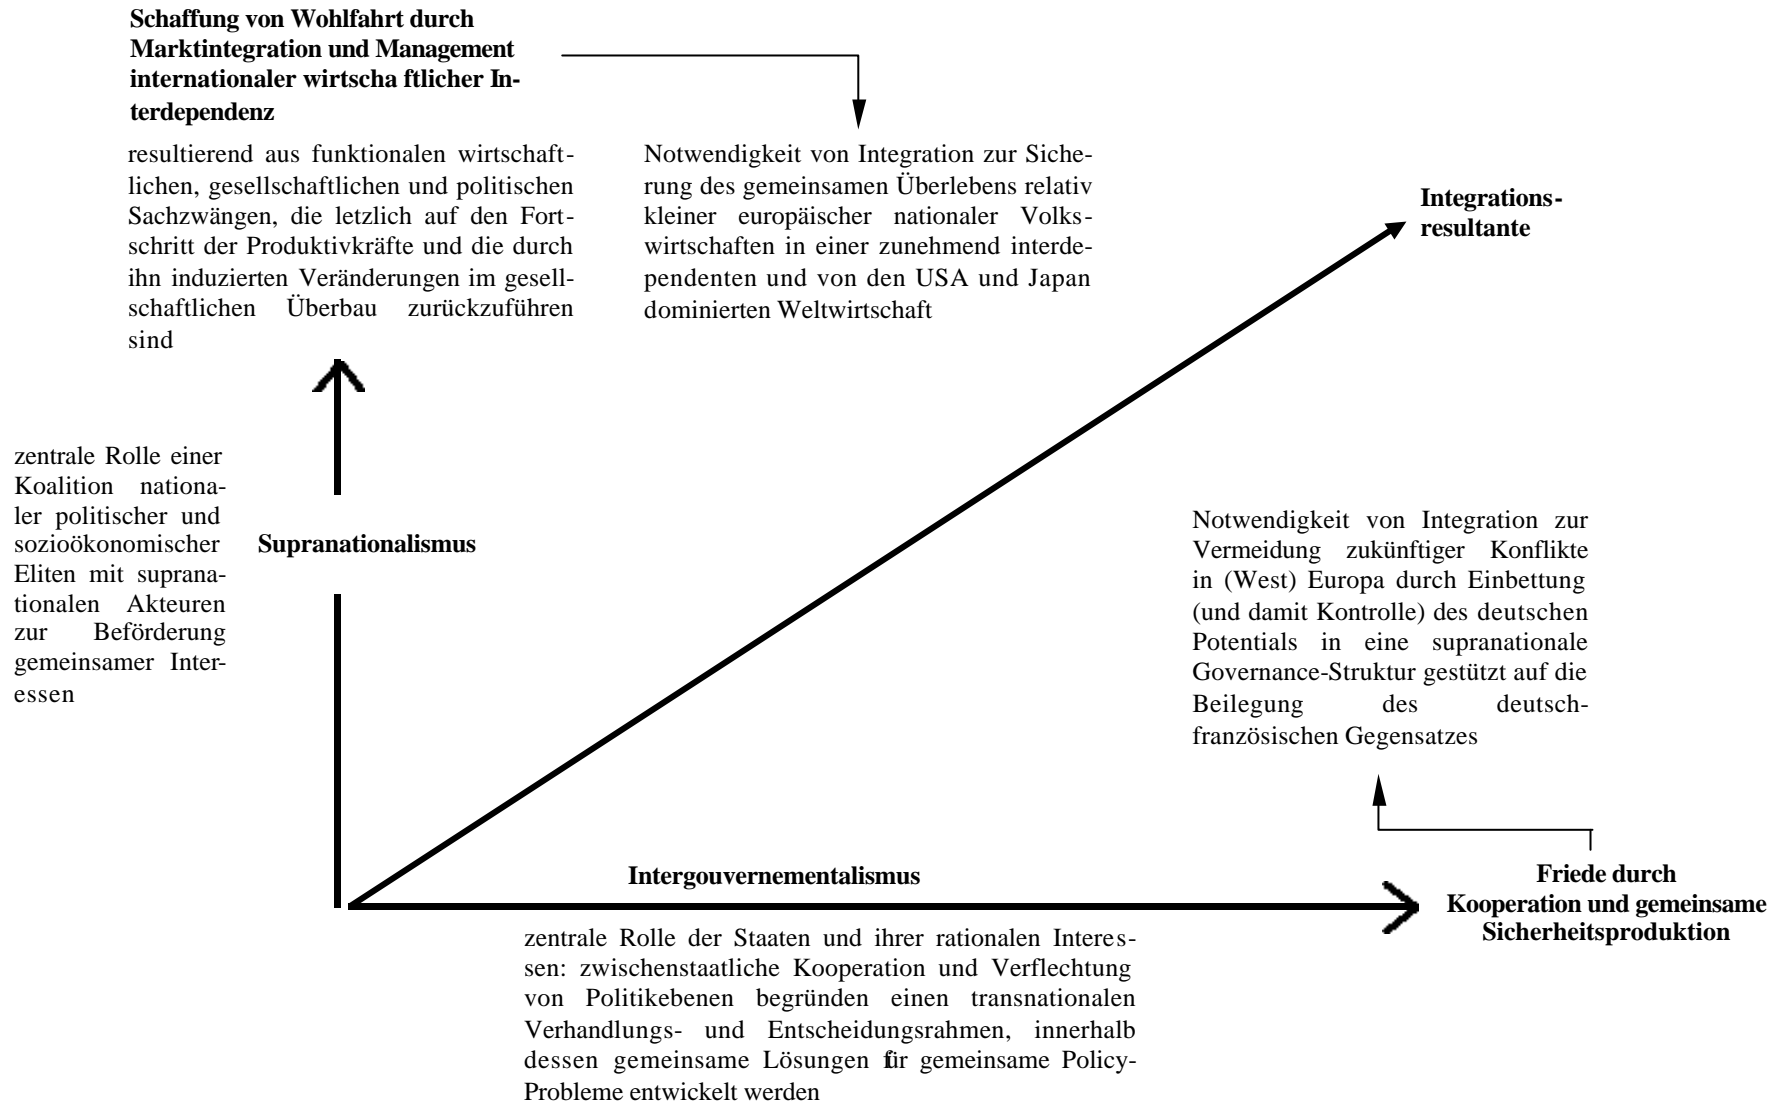 Schaffung von Wohlfahrt durch
Marktintegration und Management
internationaler wirtscha ftlicher In-
terdependenz
resultierend aus funktionalen wirtschaft-
lichen, gesellschaftlichen und politischen
Sachzwängen, die letzlich auf den Fort-
schritt der Produktivkräfte und die durch
ihn induzierten Veränderungen im gesell-
schaftlichen Überbau zurückzuführen
sind
Notwendigkeit von Integration zur Siche-
rung des gemeinsamen Überlebens relativ
kleiner europäischer nationaler Volks-
wirtschaften in einer zunehmend interde-
pendenten und von den USA und Japan
dominierten Weltwirtschaft
Integrations-
resultante
zentrale Rolle einer
Koalition nationa-
ler politischer und
sozioökonomischer
Eliten mit suprana-
tionalen Akteuren
zur Beförderung
gemeinsamer Inter-
essen
Supranationalismus
Notwendigkeit von Integration zur
Vermeidung zukünftiger Konflikte
in (West) Europa durch Einbettung
(und damit Kontrolle) des deutschen
Potentials in eine supranationale
Governance-Struktur gestützt auf die
Beilegung des deutsch-
französischen Gegensatzes
Intergouvernementalismus
Friede durch
Kooperation und gemeinsame
Sicherheitsproduktion
zentrale Rolle der Staaten und ihrer rationalen Interes-
sen: zwischenstaatliche Kooperation und Verflechtung
von Politikebenen begründen einen transnationalen
Verhandlungs- und Entscheidungsrahmen, innerhalb
dessen gemeinsame Lösungen für gemeinsame Policy-
Probleme entwickelt werden